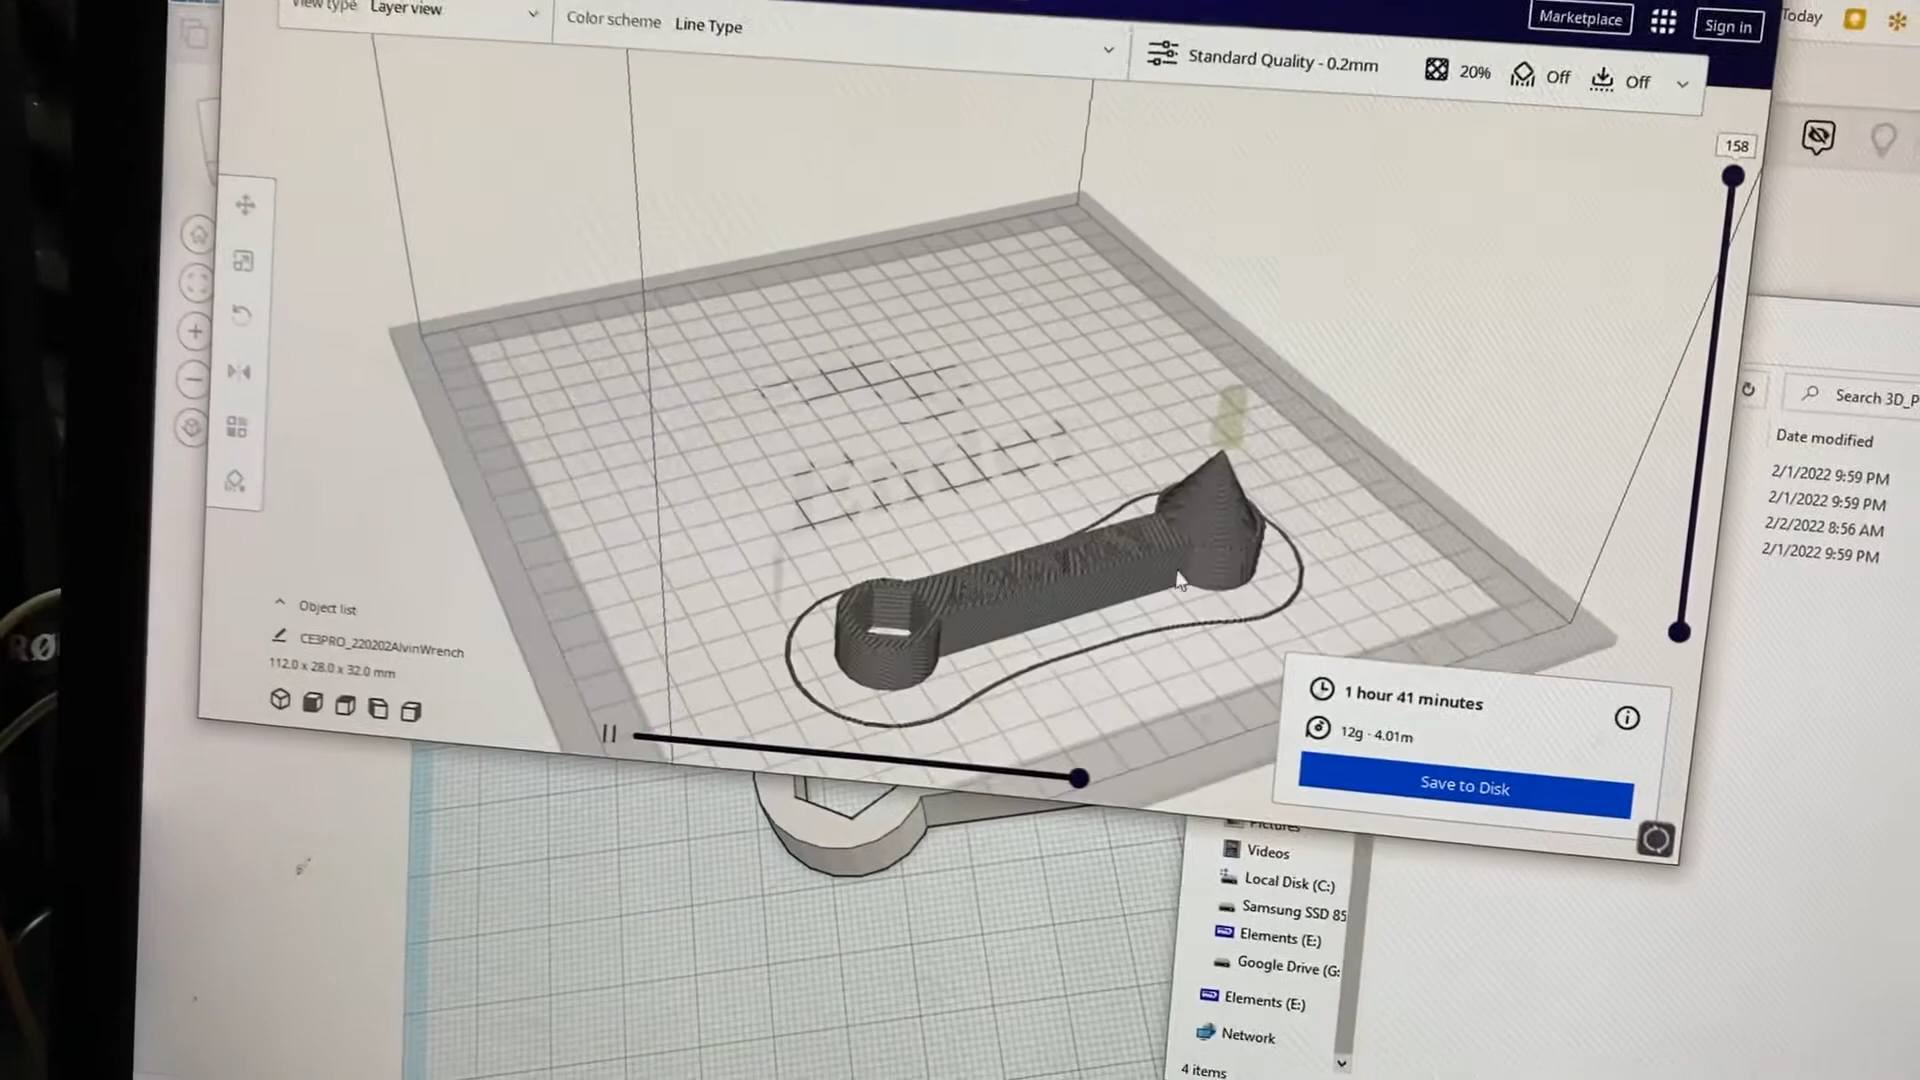 View type Layer view
Color scheme Line Type
Marketplace
Sign in
Today
Standard Quality - 0.2mm
20%
Off
Off
158
Search 3D_P
Date modified
2/1/2022 9:59 PM
2/1/2022 9:59 PM
2/2/2022 8:56 AM
2/1/2022 9:59 PM
Object list
CE3PRO_220202AlvinWrench
112.0 x 28.0 x 32.0 mm
1 hour 41 minutes
12g · 4.01m
Save to Disk
Pictures
Videos
Local Disk (C:)
Samsung SSD 85
Elements (E:)
Google Drive (G:
Elements (E:)
Network
4 items